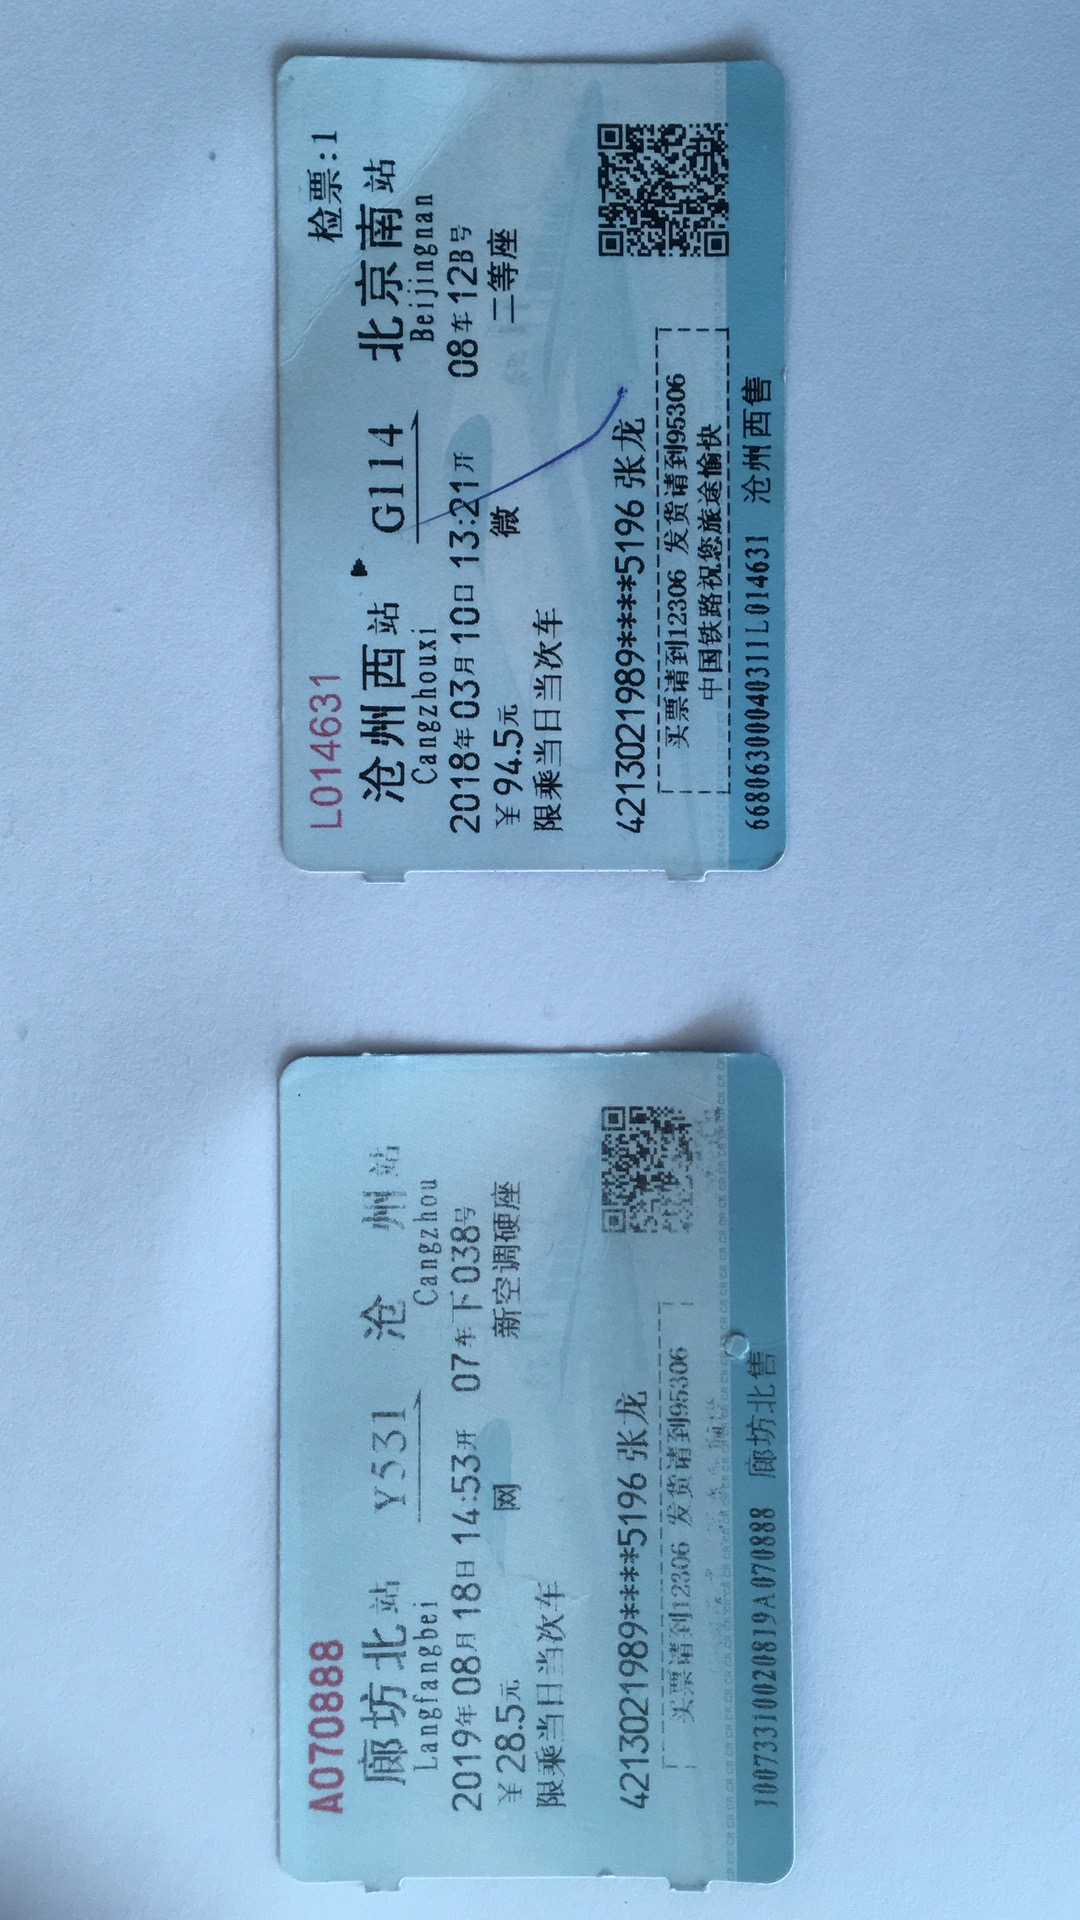 L014631 检票:1
沧州西站 G114 北京南站
Cangzhouxi Beijingnan
2018年03月10日 13:21开 08车12B号
¥94.5元 微 二等座
限乘当日当次车
4213021989****5196 张龙
买票请到12306 发货请到95306
中国铁路祝您旅途愉快
66806300040311L014631 沧州西售
A070888
廊坊北站 Y531 沧州站
Langfangbei Cangzhou
2019年08月18日 14:53开 07车下038号
¥28.5元 网 新空调硬座
限乘当日当次车
4213021989****5196 张龙
买票请到12306 发货请到95306
10073310020819A070888 廊坊北售